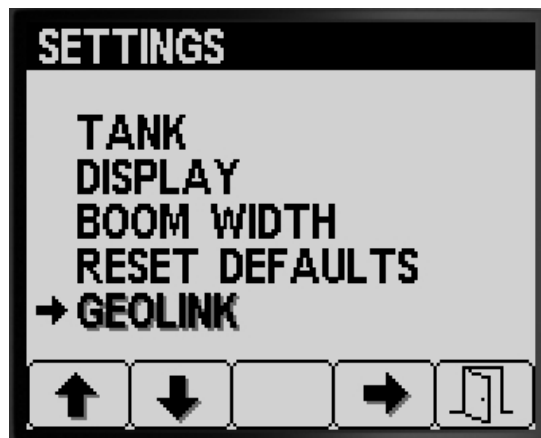 SETTINGS
TANK
DISPLAY
BOOM WIDTH
RESET DEFAULTS
GEOLINK